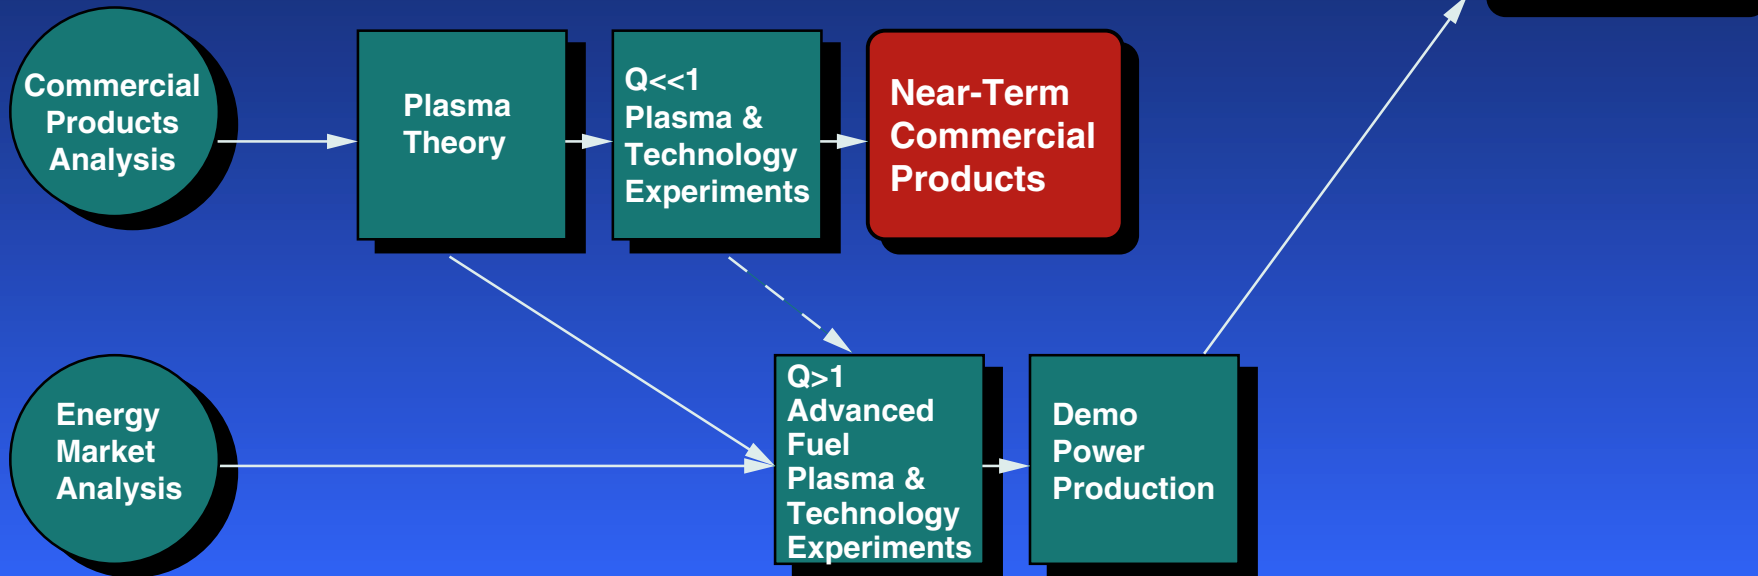 Commercial
Products
Analysis
Plasma
Theory
Q<<1
Plasma &
Technology
Experiments
Near-Term
Commercial
Products
Energy
Market
Analysis
Q>1
Advanced
Fuel
Plasma &
Technology
Experiments
Demo
Power
Production